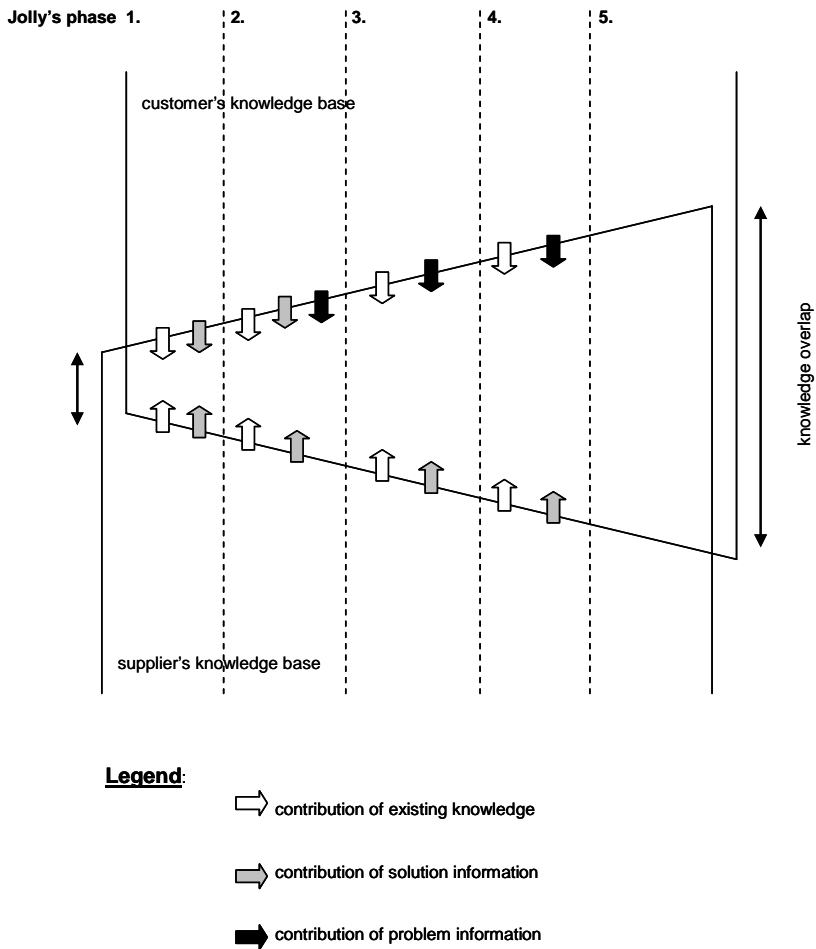 Jolly's phase 1. 2. 3. 4. 5.
customer's knowledge base
knowledge overlap
supplier's knowledge base
Legend:
contribution of existing knowledge
contribution of solution information
contribution of problem information